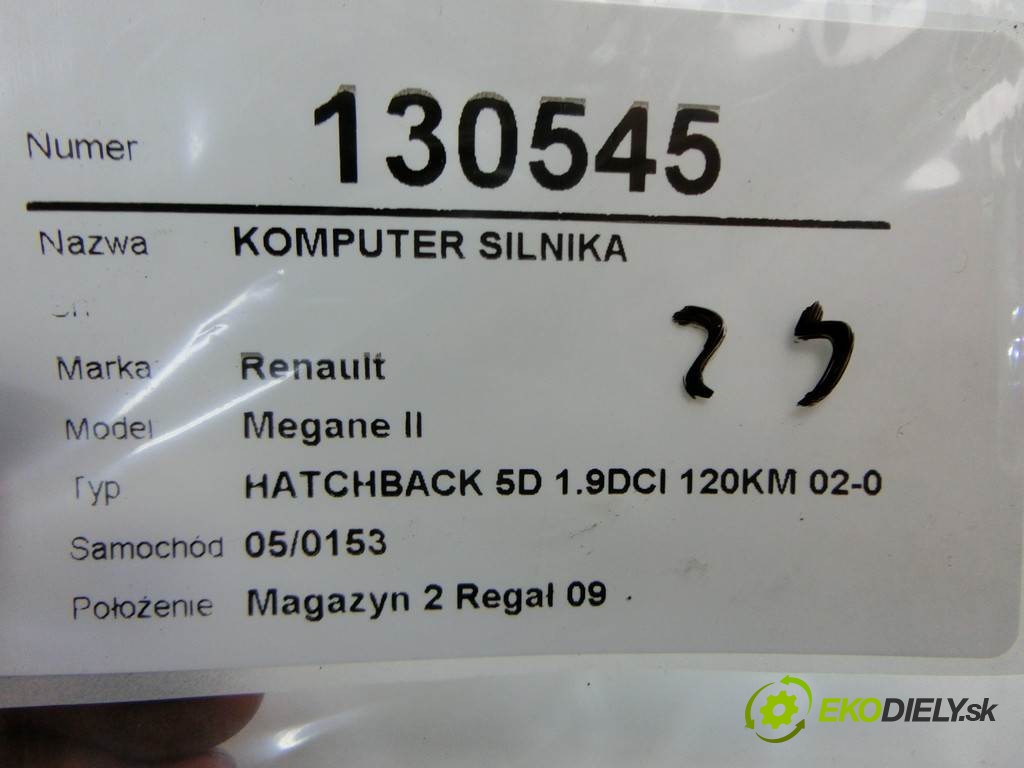 Numer 130545
Nazwa KOMPUTER SILNIKA
Marka Renault
Model Megane II
Typ HATCHBACK 5D 1.9DCI 120KM 02-0
Samochód 05/0153
Położenie Magazyn 2 Regał 09
EKODIELY.sk